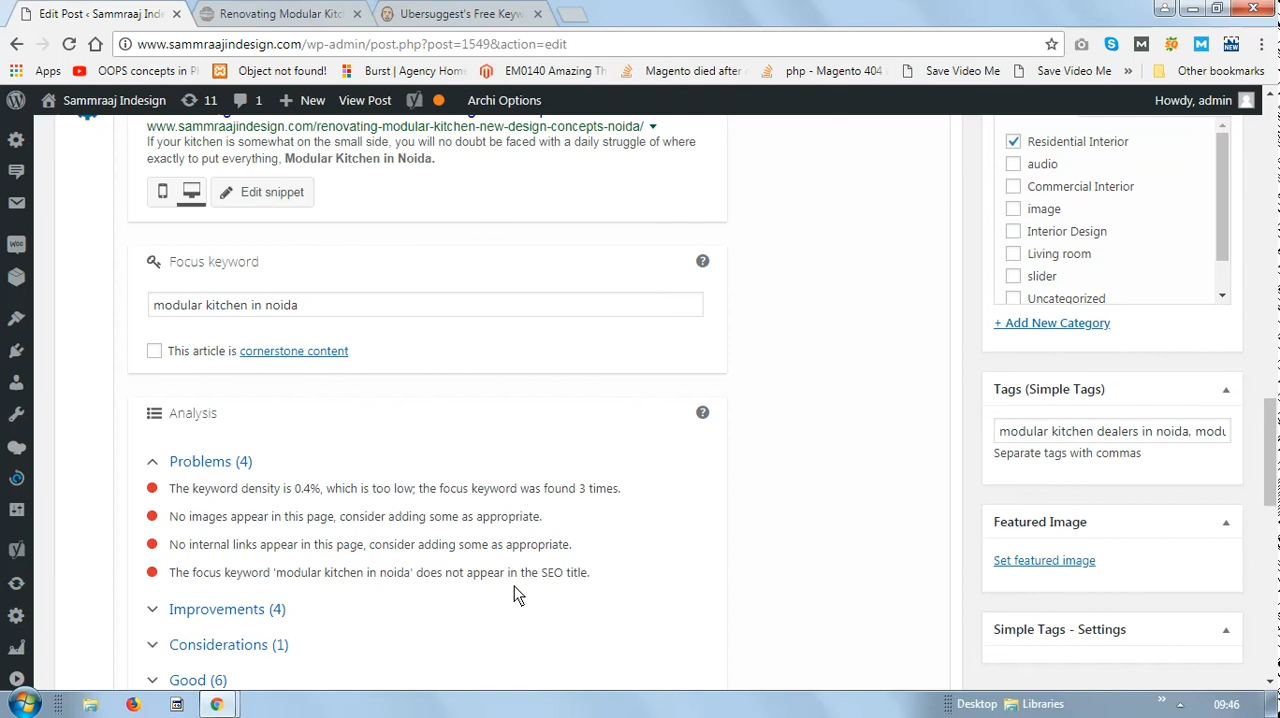 Edit Post ‹ Sammraaj Indesi
Renovating Modular Kitc
Ubersuggest's Free Keyw
www.sammraajindesign.com/wp-admin/post.php?post=1549&action=edit
Apps
OOPS concepts in P
Object not found!
Burst | Agency Hom
EM0140 Amazing Th
Magento died after
php - Magento 404
Save Video Me
Save Video Me
»
Other bookmarks
Sammraaj Indesign
11
1
New
View Post
Archi Options
Howdy, admin
www.sammraajindesign.com/renovating-modular-kitchen-new-design-concepts-noida/
If your kitchen is somewhat on the small side, you will no doubt be faced with a daily struggle of where
exactly to put everything, Modular Kitchen in Noida.
Edit snippet
Focus keyword
modular kitchen in noida
This article is cornerstone content
Analysis
Problems (4)
The keyword density is 0.4%, which is too low; the focus keyword was found 3 times.
No images appear in this page, consider adding some as appropriate.
No internal links appear in this page, consider adding some as appropriate.
The focus keyword 'modular kitchen in noida' does not appear in the SEO title.
Improvements (4)
Considerations (1)
Good (6)
Residential Interior
audio
Commercial Interior
image
Interior Design
Living room
slider
Uncategorized
+ Add New Category
Tags (Simple Tags)
modular kitchen dealers in noida, modu
Separate tags with commas
Featured Image
Set featured image
Simple Tags - Settings
Desktop
Libraries
»
09:46